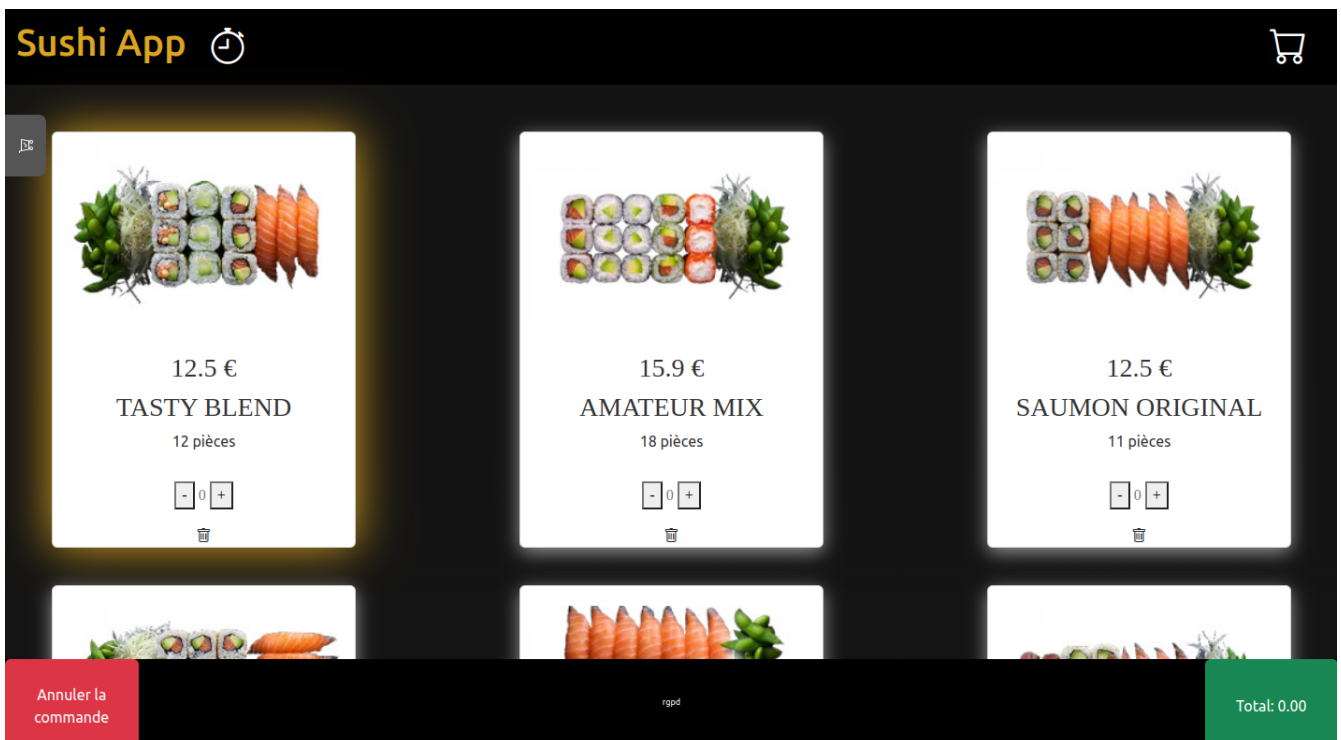 Sushi App
12.5 €
TASTY BLEND
12 pièces
- 0 +
15.9 €
AMATEUR MIX
18 pièces
- 0 +
12.5 €
SAUMON ORIGINAL
11 pièces
- 0 +
Annuler la
commande
rgpd
Total: 0.00